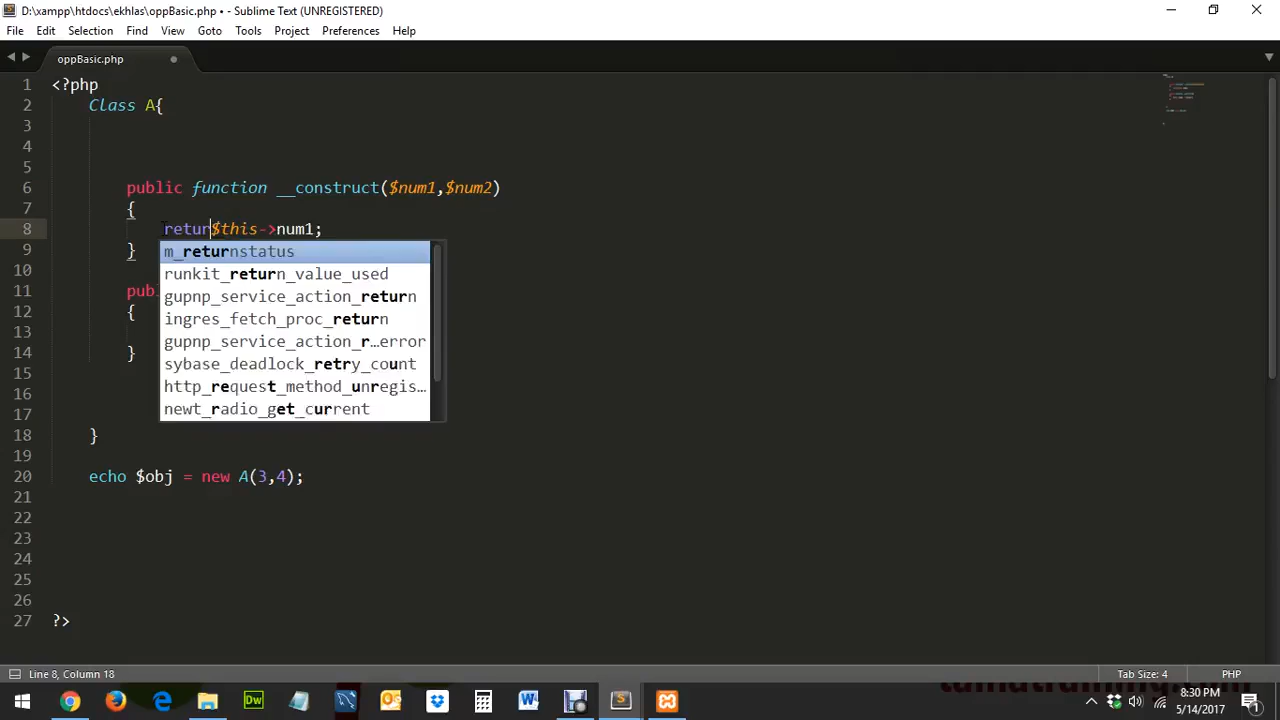 D:\xampp\htdocs\ekhlas\oppBasic.php • - Sublime Text (UNREGISTERED)
File Edit Selection Find View Goto Tools Project Preferences Help
oppBasic.php
1 <?php
2 Class A{
3
4
5
6 public function __construct($num1,$num2)
7 {
8 retur$this->num1;
m_returnstatus
9 }
runkit_return_value_used
10
11 publ
gupnp_service_action_return
12 {
ingres_fetch_proc_return
13
gupnp_service_action_r…error
14 }
sybase_deadlock_retry_count
15
16
http_request_method_unregis…
17
newt_radio_get_current
18 }
19
20 echo $obj = new A(3,4);
21
22
23
24
25
26
27 ?>
Line 8, Column 18 Tab Size: 4 PHP
8:30 PM
5/14/2017